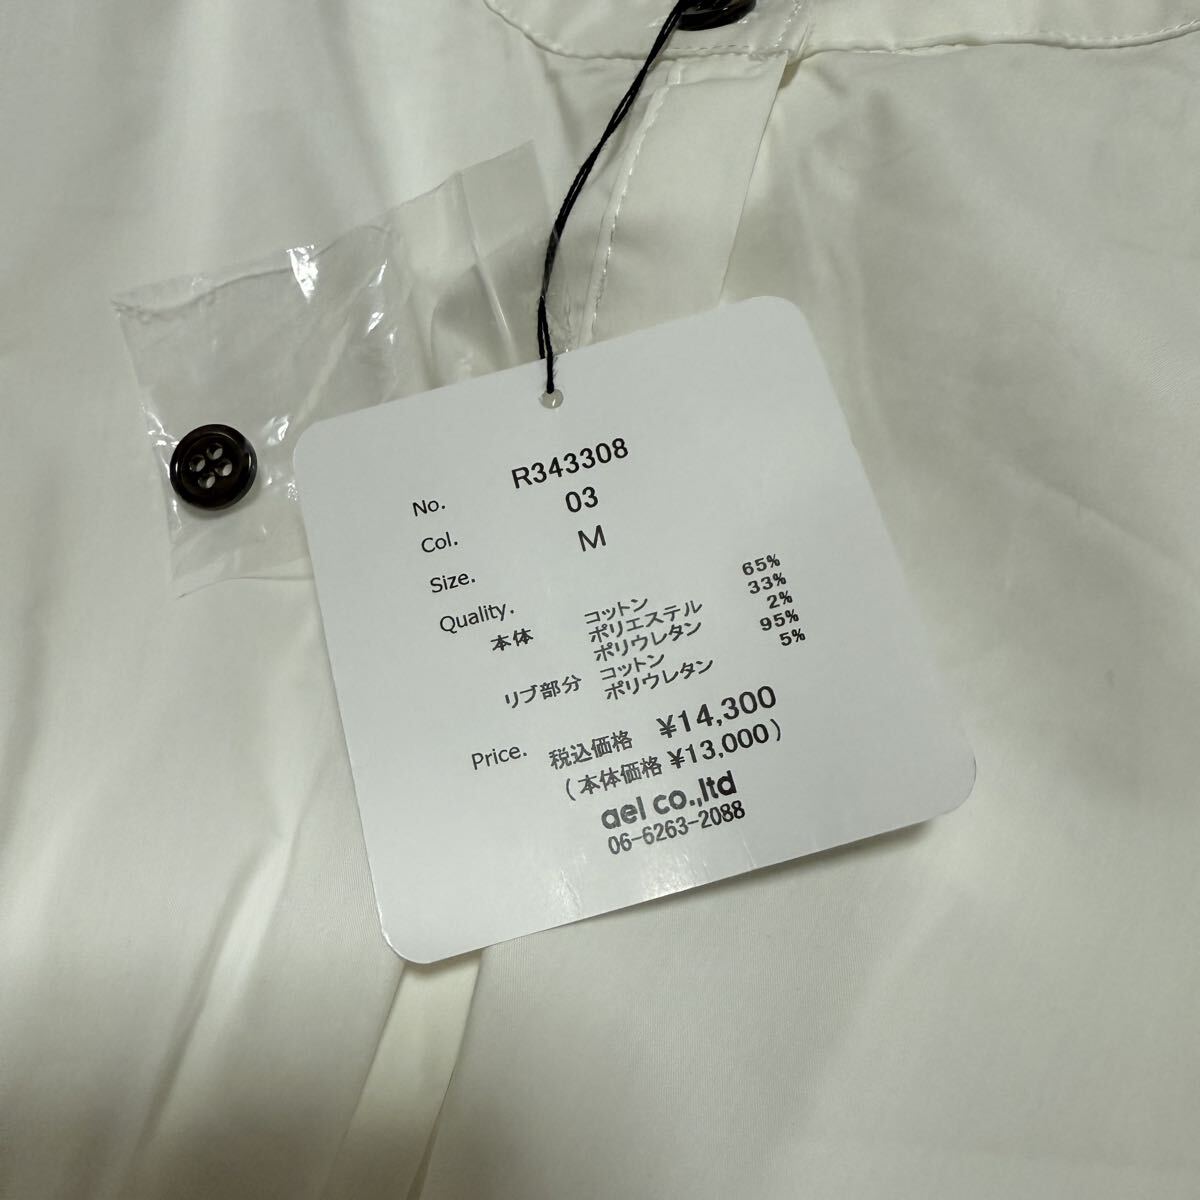 No. R343308
Col. 03
Size. M
Quality.
本体 コットン 65%
ポリエステル 33%
ポリウレタン 2%
リブ部分 コットン 95%
ポリウレタン 5%
Price. 税込価格 ¥14,300
(本体価格 ¥13,000)
ael co.,ltd
06-6263-2088